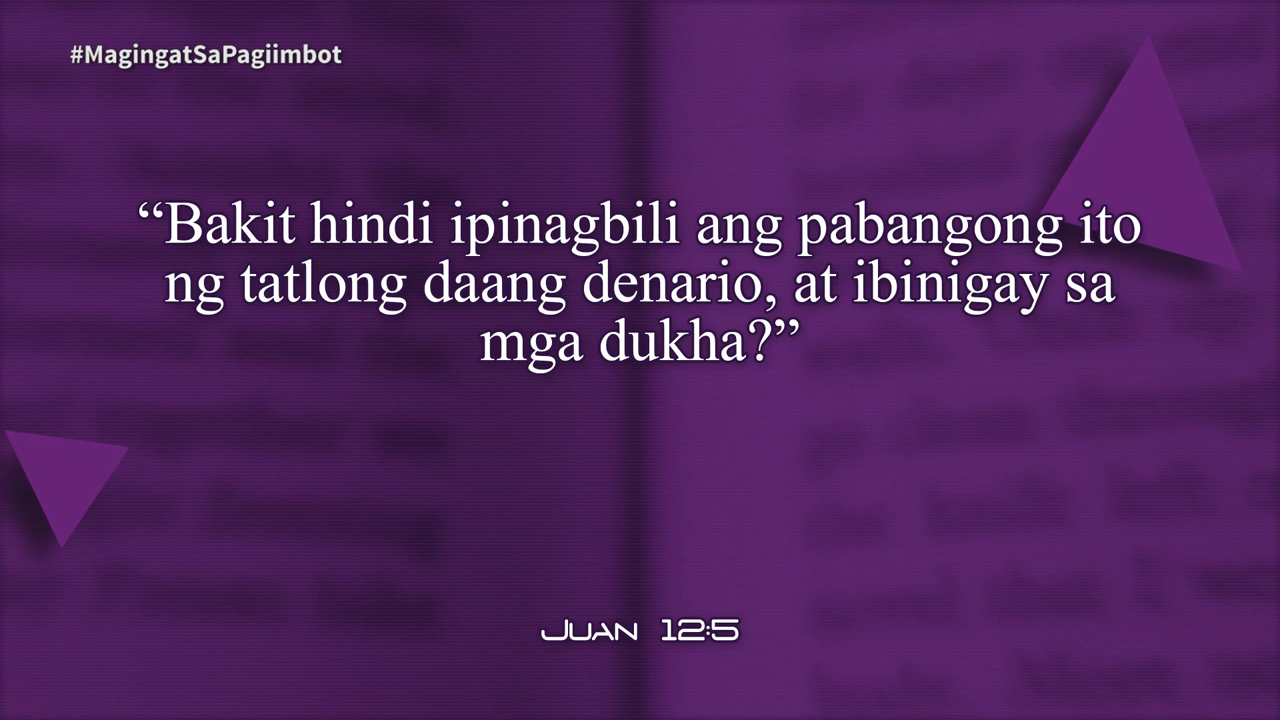 #MagingatSaPagiimbot
“Bakit hindi ipinagbili ang pabangong ito
ng tatlong daang denario, at ibinigay sa
mga dukha?”
Juan 12:5